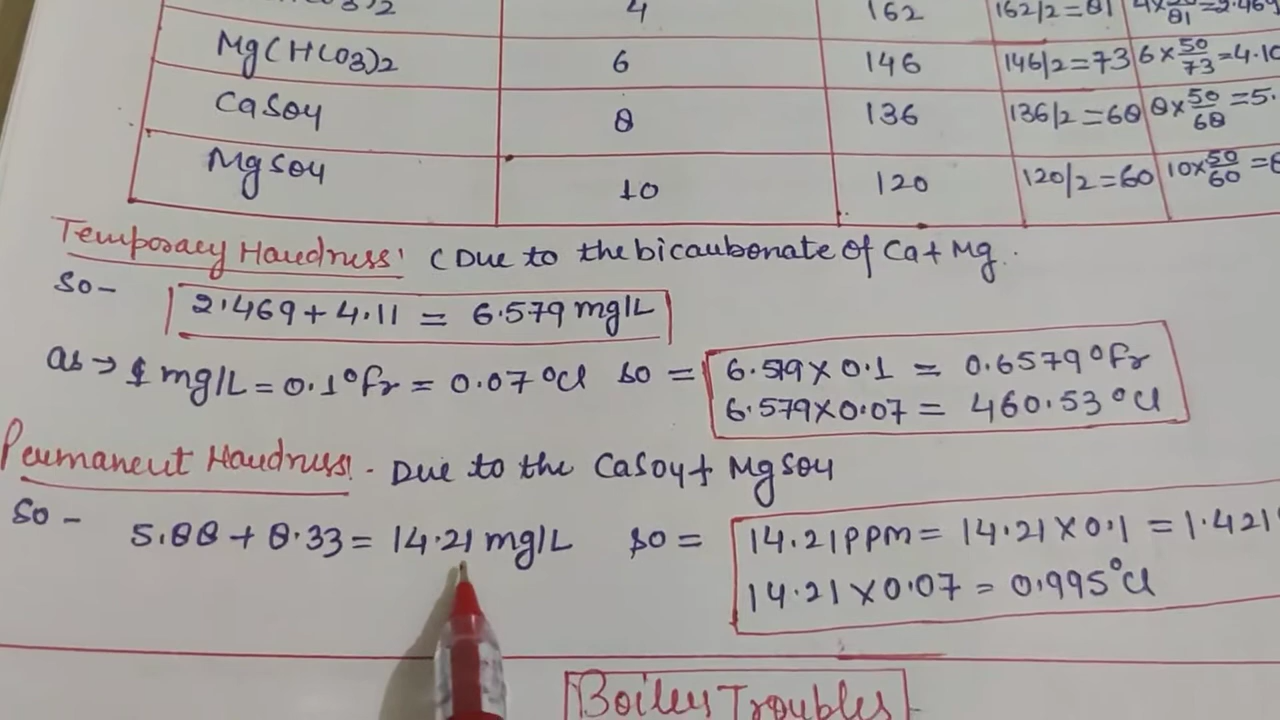 4 162 162/2=81
Mg(HCO3)2 6 146 146/2=73 6×50/73=4.10
CaSO4 8 136 136/2=68 8×50/68=5.
MgSO4 10 120 120/2=60 10×50/60=
Temporary Hardness: (Due to the bicarbonate of Ca+Mg..
So-
2.469+4.11 = 6.579 mg/L
as → 1 mg/L = 0.1°Fr = 0.07°Cl so = 6.579×0.1 = 0.6579°Fr
6.579×0.07 = 460.53°Cl
Permanent Hardness:- Due to the CaSO4+ MgSO4
So- 5.88+8.33= 14.21 mg/L so = 14.21 PPM= 14.21×0.1 = 1.421
14.21×0.07 = 0.995°Cl
Boiler Troubles